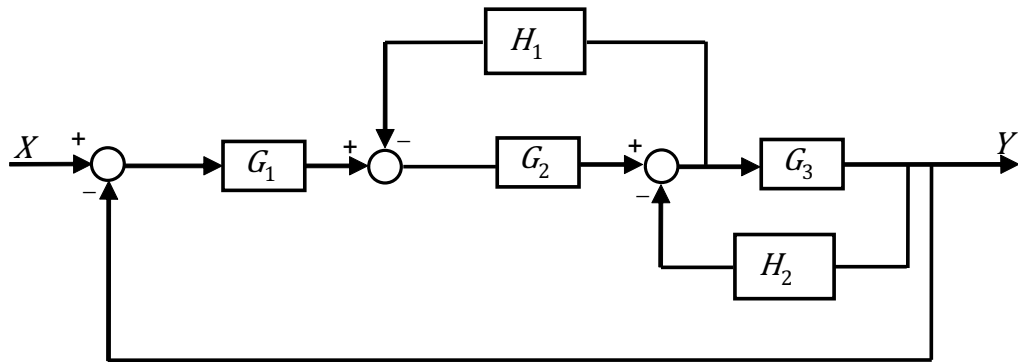 H₁
X + − G₁ + − G₂ + − G₃ Y
H₂